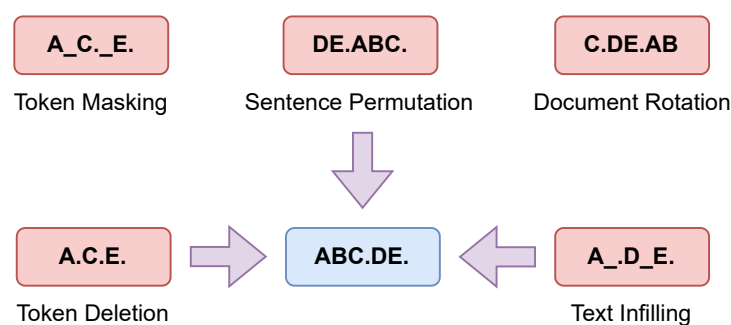 A_C._E.
DE.ABC.
C.DE.AB
Token Masking
Sentence Permutation
Document Rotation
A.C.E.
ABC.DE.
A_.D_E.
Token Deletion
Text Infilling